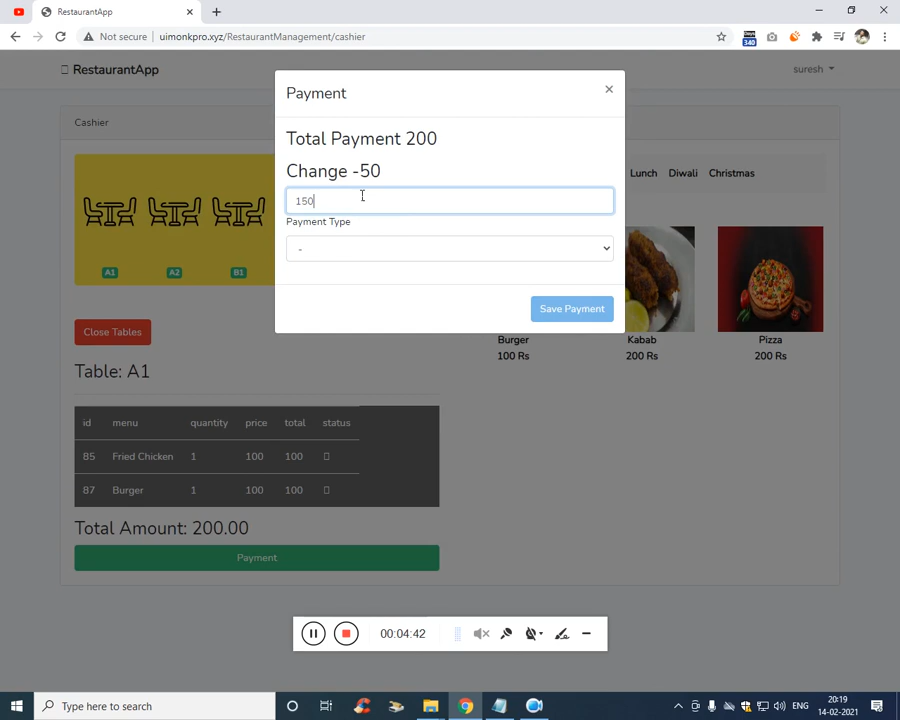 RestaurantApp
Not secure
uimonkpro.xyz/RestaurantManagement/cashier
340
RestaurantApp
suresh
Cashier
Payment
×
Total Payment 200
Change -50
150
Payment Type
-
Save Payment
Lunch Diwali Christmas
A1 A2 B1
Close Tables
Burger
100 Rs
Kabab
200 Rs
Pizza
200 Rs
Table: A1
id menu quantity price total status
85 Fried Chicken 1 100 100
87 Burger 1 100 100
Total Amount: 200.00
Payment
00:04:42
Type here to search
ENG
20:19
14-02-2021